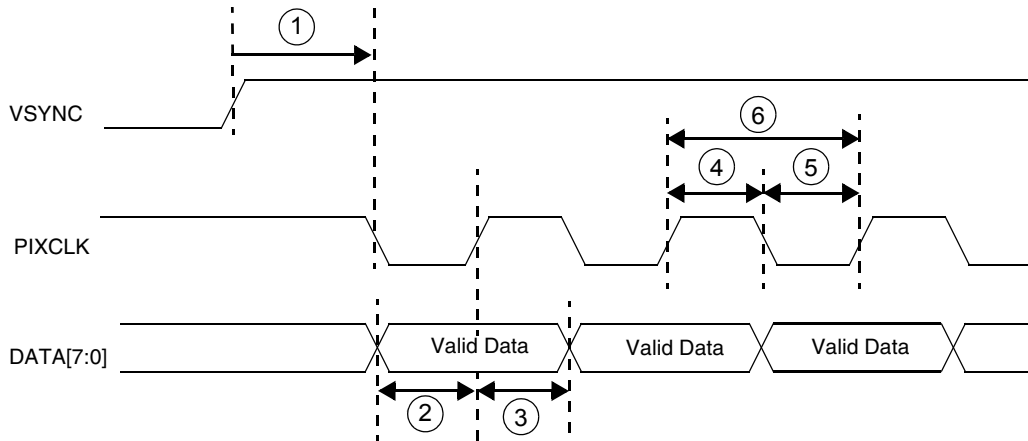 1
VSYNC
6
4
5
PIXCLK
DATA[7:0]
Valid Data
Valid Data
Valid Data
2
3